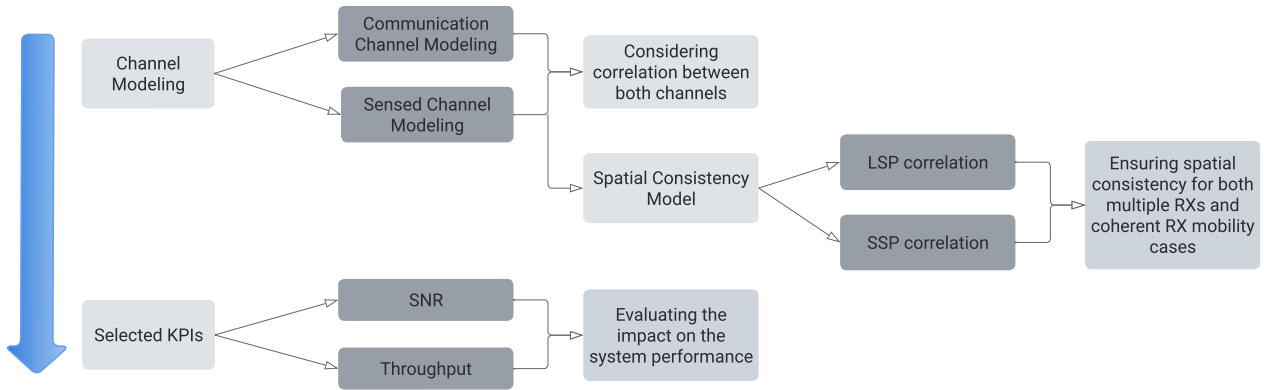 Channel
Modeling
Communication
Channel Modeling
Sensed Channel
Modeling
Considering
correlation between
both channels
Spatial Consistency
Model
LSP correlation
SSP correlation
Ensuring spatial
consistency for both
multiple RXs and
coherent RX mobility
cases
Selected KPIs
SNR
Throughput
Evaluating the
impact on the
system performance